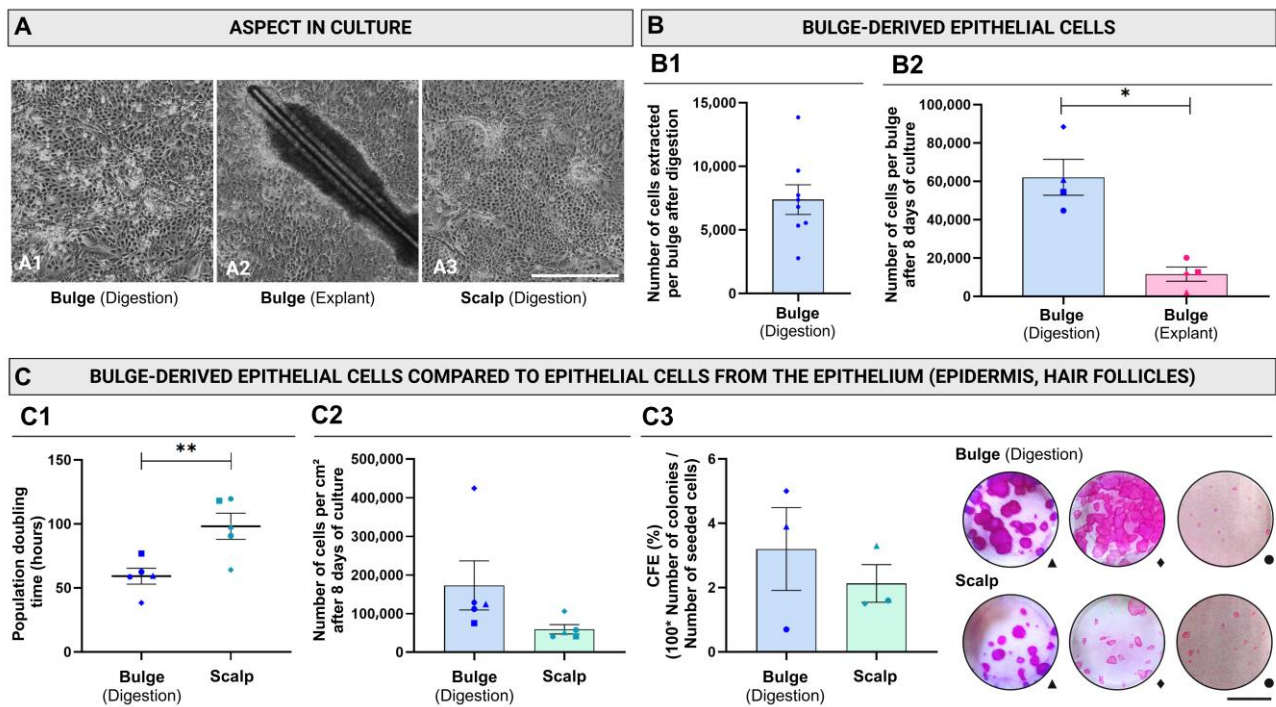 A
ASPECT IN CULTURE
A1
A2
A3
Bulge (Digestion)
Bulge (Explant)
Scalp (Digestion)
B
BULGE-DERIVED EPITHELIAL CELLS
B1
Number of cells extracted
per bulge after digestion
15,000
10,000
5,000
0
Bulge
(Digestion)
B2
Number of cells per bulge
after 8 days of culture
100,000
80,000
60,000
40,000
20,000
0
*
Bulge
(Digestion)
Bulge
(Explant)
C
BULGE-DERIVED EPITHELIAL CELLS COMPARED TO EPITHELIAL CELLS FROM THE EPITHELIUM (EPIDERMIS, HAIR FOLLICLES)
C1
Population doubling
time (hours)
150
100
50
0
**
Bulge
(Digestion)
Scalp
C2
Number of cells per cm²
after 8 days of culture
500,000
400,000
300,000
200,000
100,000
0
Bulge
(Digestion)
Scalp
C3
CFE (%)
(100* Number of colonies /
Number of seeded cells)
6
4
2
0
Bulge
(Digestion)
Scalp
Bulge (Digestion)
Scalp